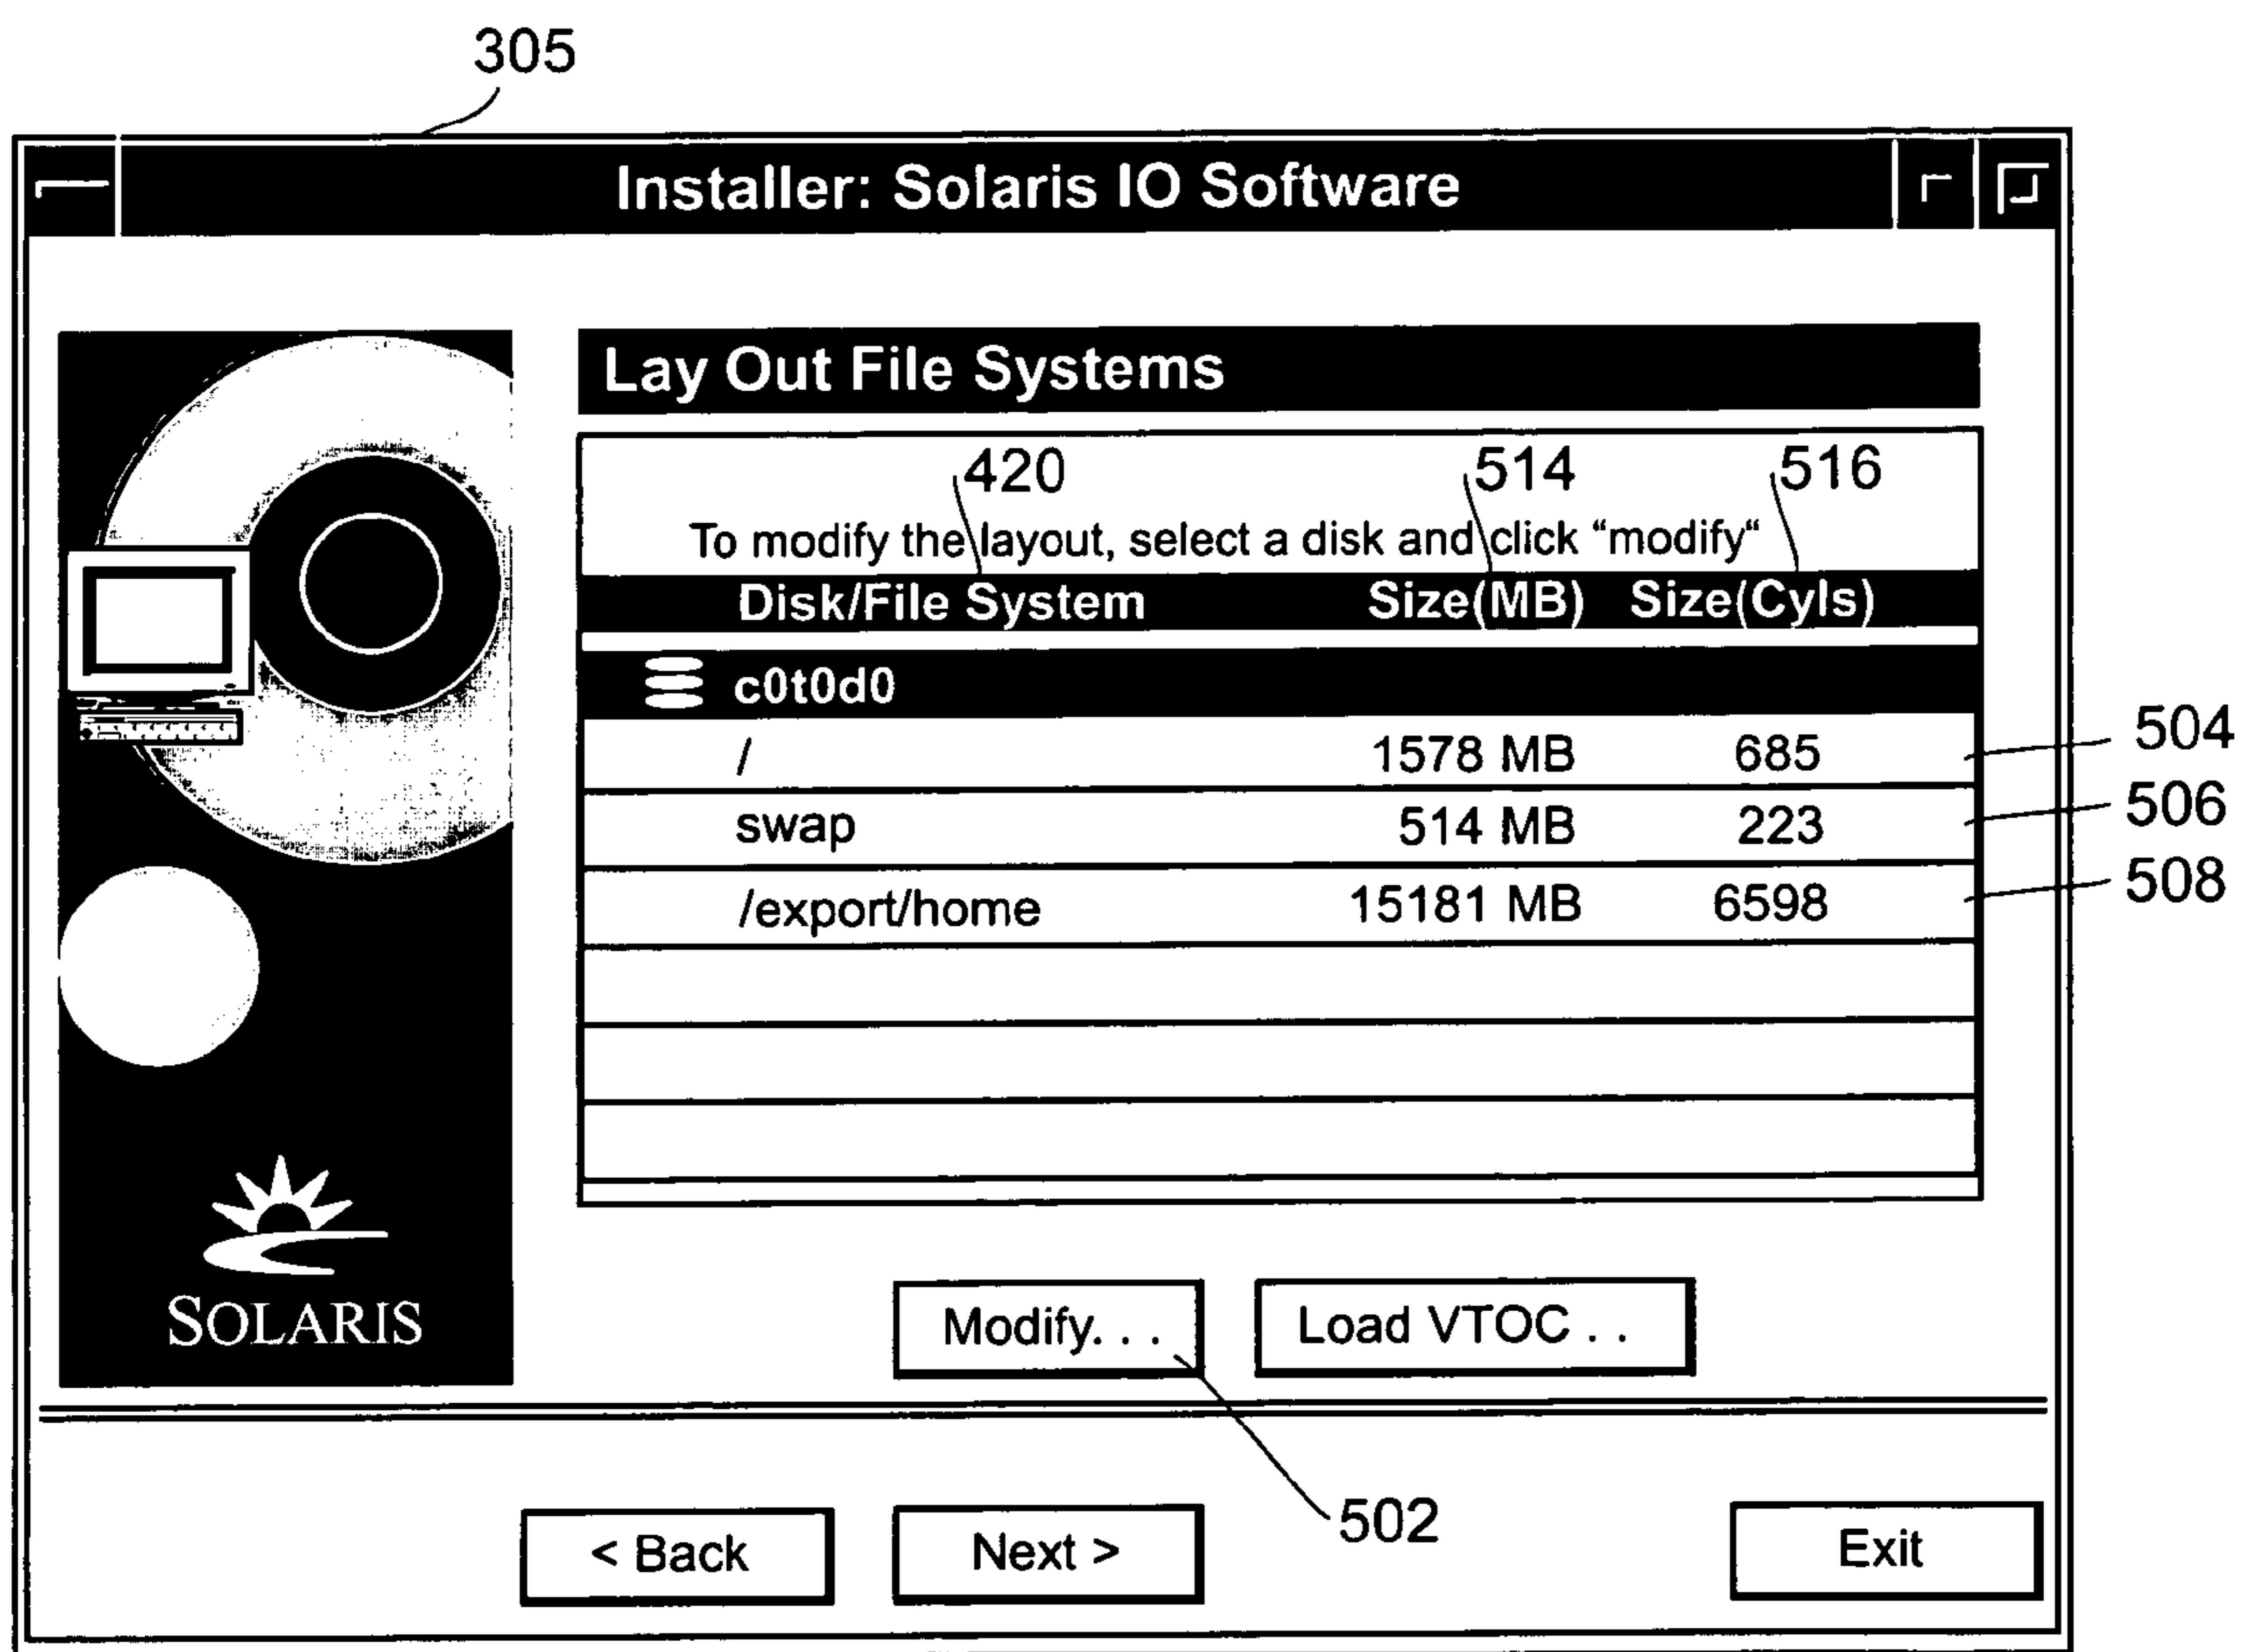 305
Installer: Solaris IO Software
Lay Out File Systems
420 514 516
To modify the layout, select a disk and click “modify“
Disk/File System Size(MB) Size(Cyls)
c0t0d0
/ 1578 MB 685 504
swap 514 MB 223 506
/export/home 15181 MB 6598 508
SOLARIS
Modify. . . Load VTOC . .
502
< Back Next > Exit